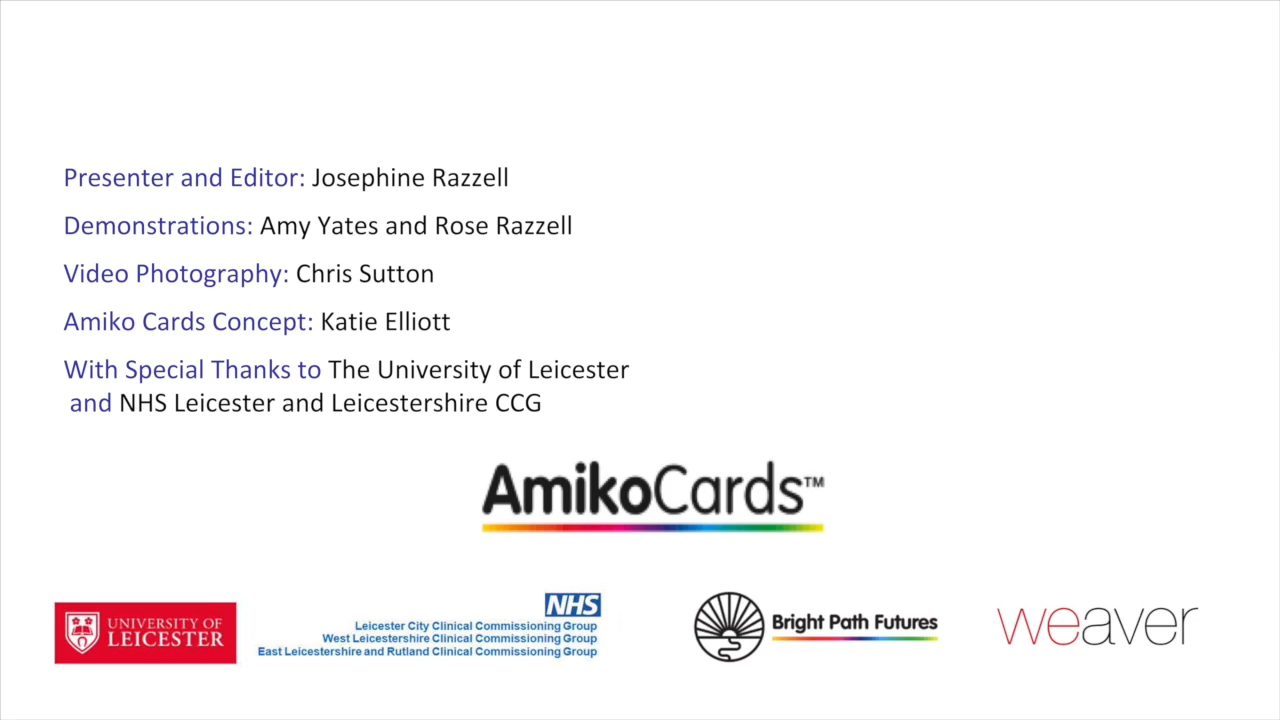 Presenter and Editor: Josephine Razzell
Demonstrations: Amy Yates and Rose Razzell
Video Photography: Chris Sutton
Amiko Cards Concept: Katie Elliott
With Special Thanks to The University of Leicester
and NHS Leicester and Leicestershire CCG
AmikoCards™
UNIVERSITY OF
LEICESTER
NHS
Leicester City Clinical Commissioning Group
West Leicestershire Clinical Commissioning Group
East Leicestershire and Rutland Clinical Commissioning Group
Bright Path Futures
weaver